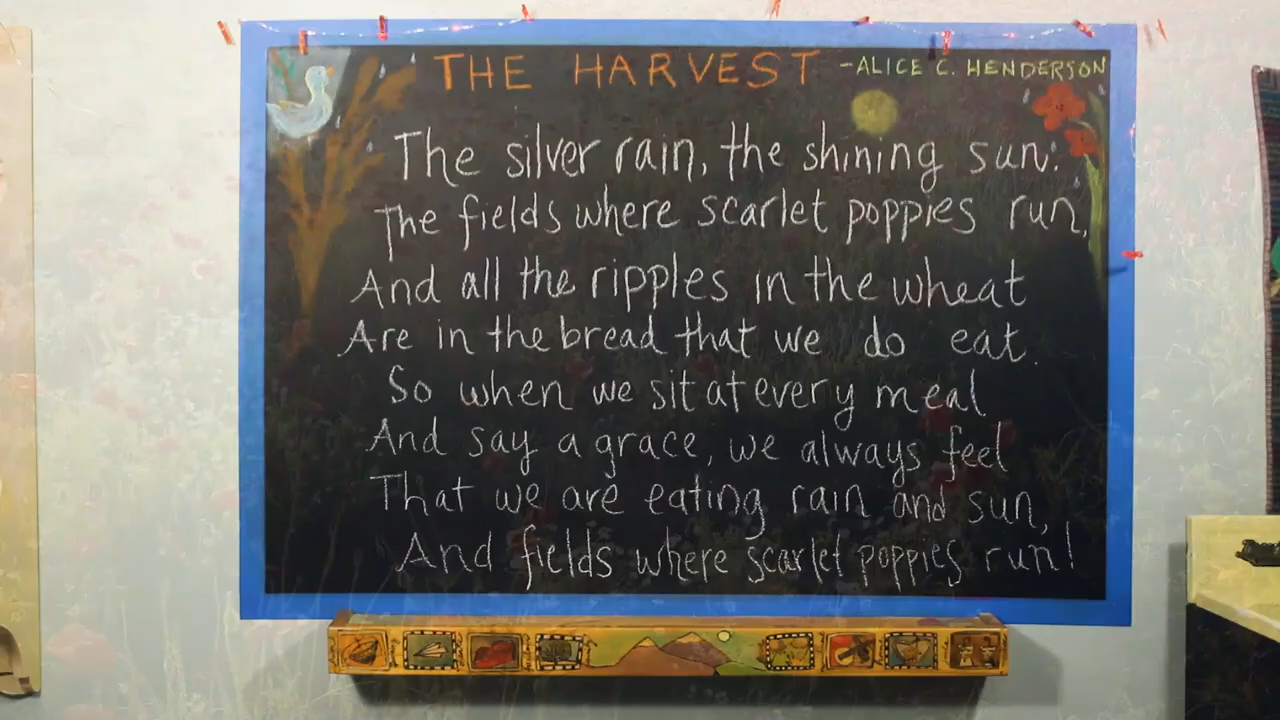 THE HARVEST -ALICE C. HENDERSON
The silver rain, the shining sun.
The fields where scarlet poppies run,
And all the ripples in the wheat
Are in the bread that we do eat.
So when we sit at every meal
And say a grace, we always feel
That we are eating rain and sun,
And fields where scarlet poppies run!